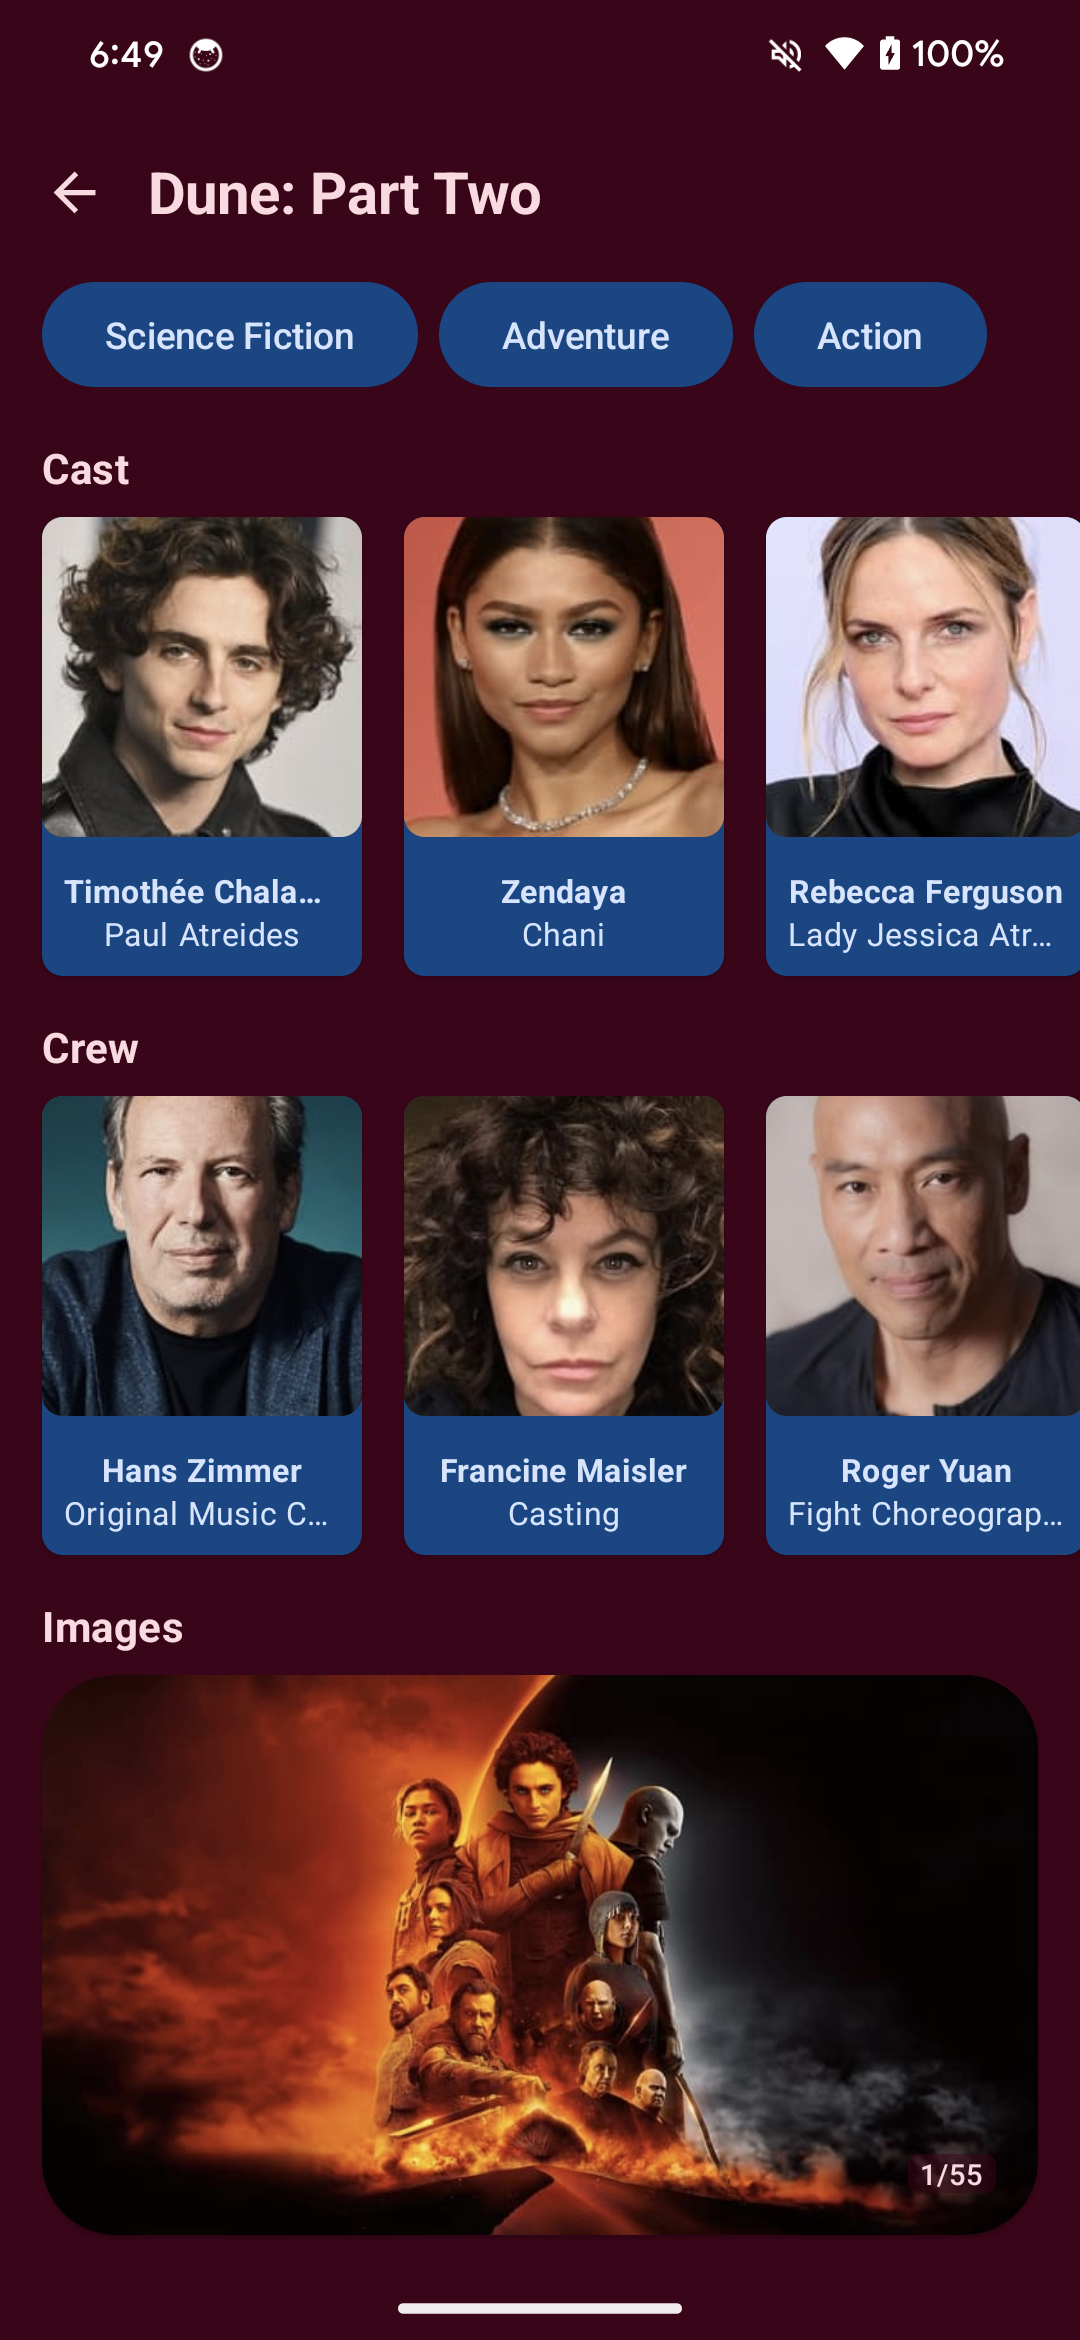 6:49
100%
Dune: Part Two
Science Fiction
Adventure
Action
Cast
Timothée Chala...
Paul Atreides
Zendaya
Chani
Rebecca Ferguson
Lady Jessica Atr...
Crew
Hans Zimmer
Original Music C...
Francine Maisler
Casting
Roger Yuan
Fight Choreograp...
Images
1/55